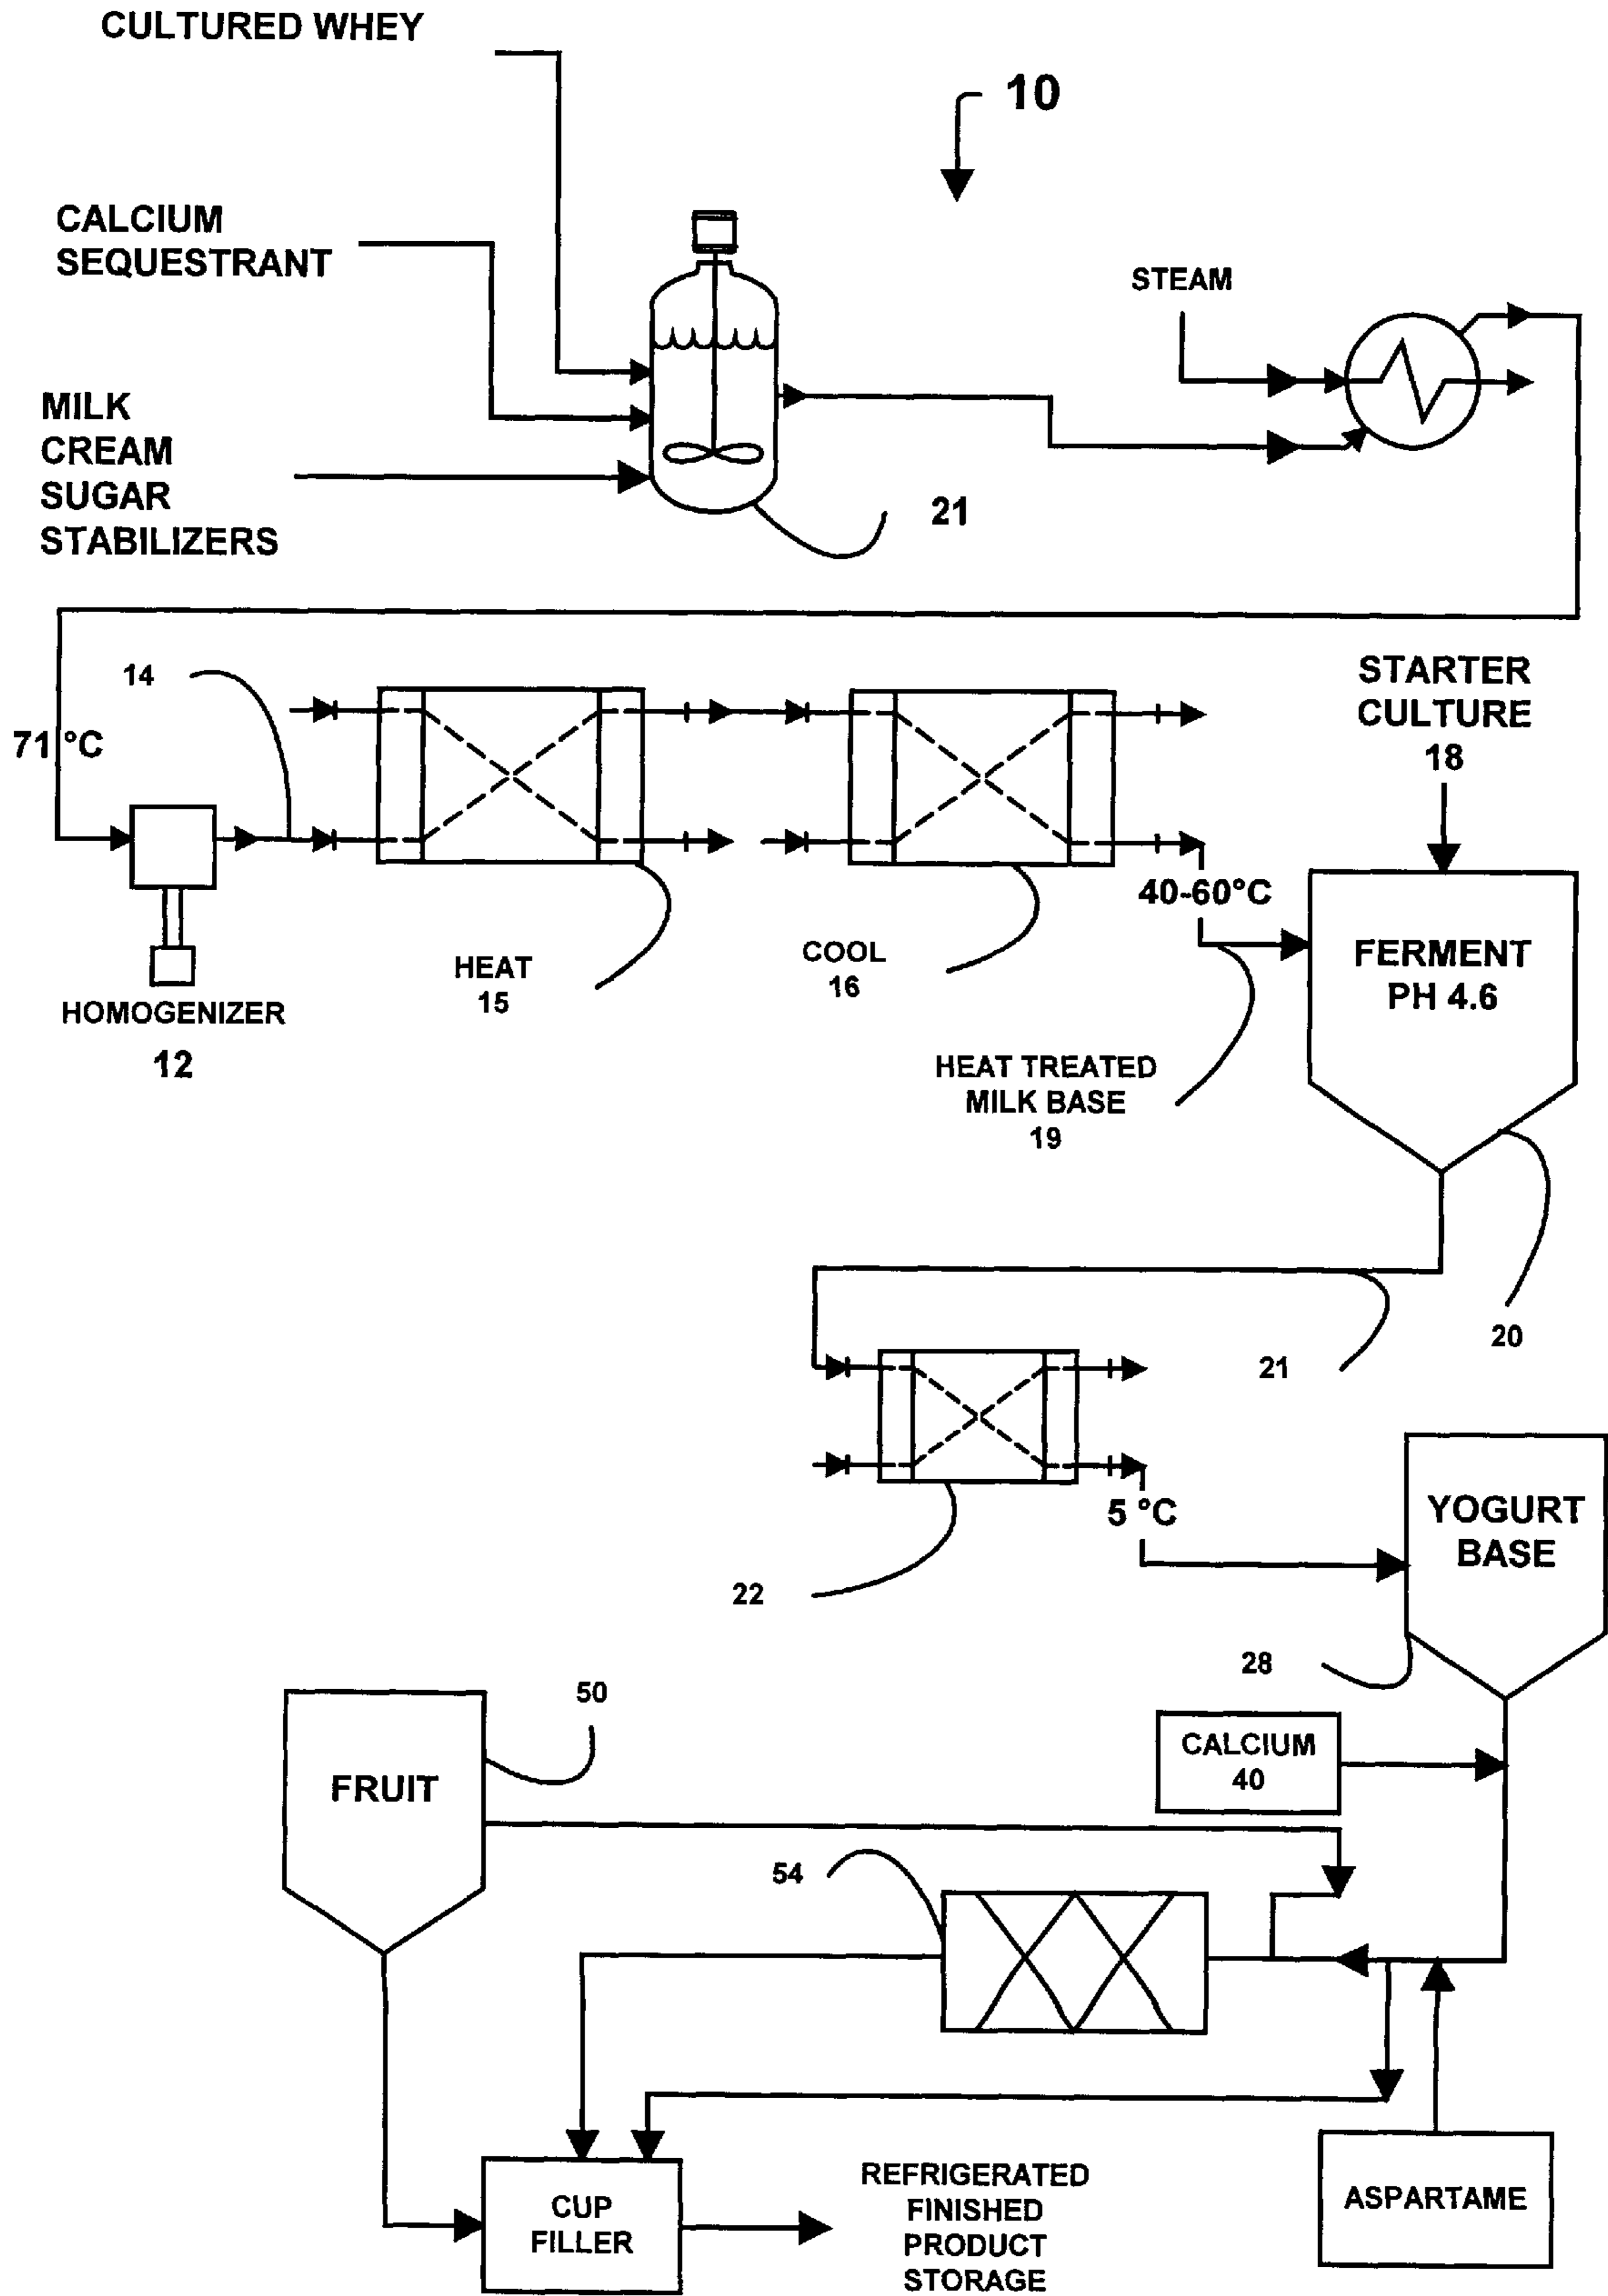 CULTURED WHEY
10
CALCIUM
SEQUESTRANT
STEAM
MILK
CREAM
SUGAR
STABILIZERS
21
14
STARTER
CULTURE
18
71 °C
40-60°C
FERMENT
PH 4.6
HEAT
15
COOL
16
HOMOGENIZER
12
HEAT TREATED
MILK BASE
19
20
21
5 °C
YOGURT
BASE
22
28
50
FRUIT
CALCIUM
40
54
CUP
FILLER
REFRIGERATED
FINISHED
PRODUCT
STORAGE
ASPARTAME